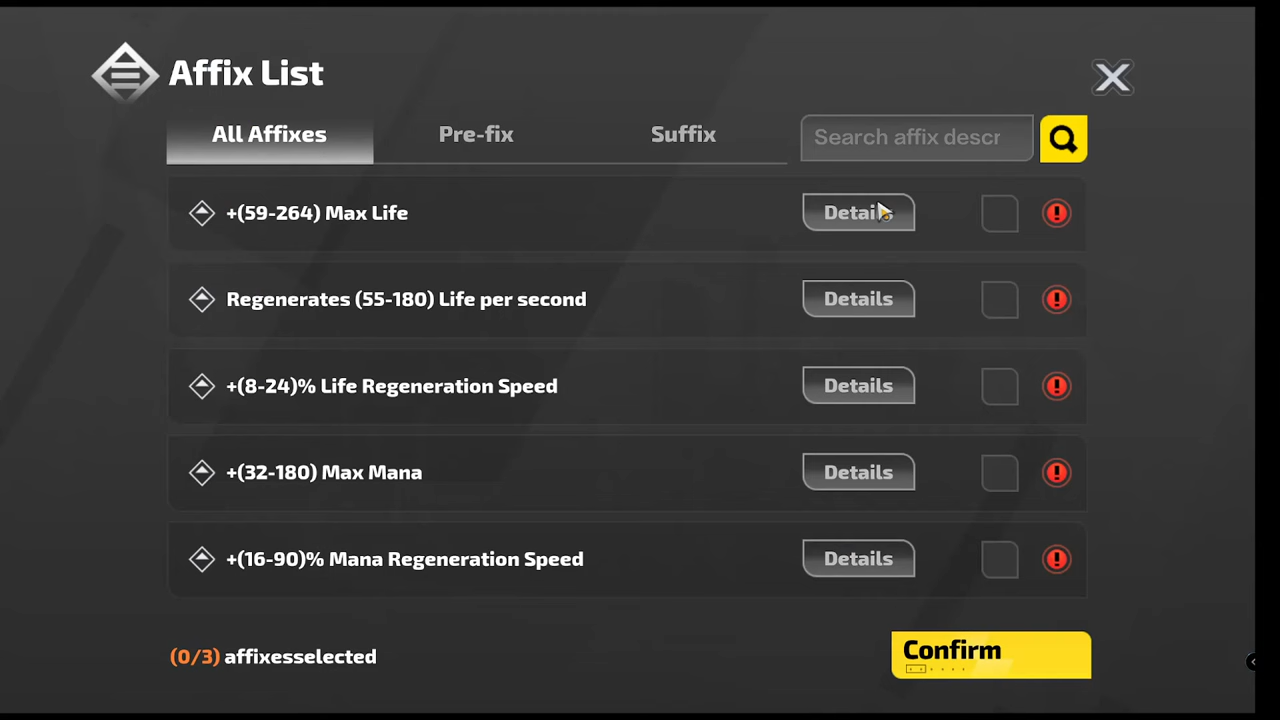 Affix List
All Affixes
Pre-fix
Suffix
Search affix descr
+(59-264) Max Life
Details
Regenerates (55-180) Life per second
Details
+(8-24)% Life Regeneration Speed
Details
+(32-180) Max Mana
Details
+(16-90)% Mana Regeneration Speed
Details
(0/3) affixesselected
Confirm